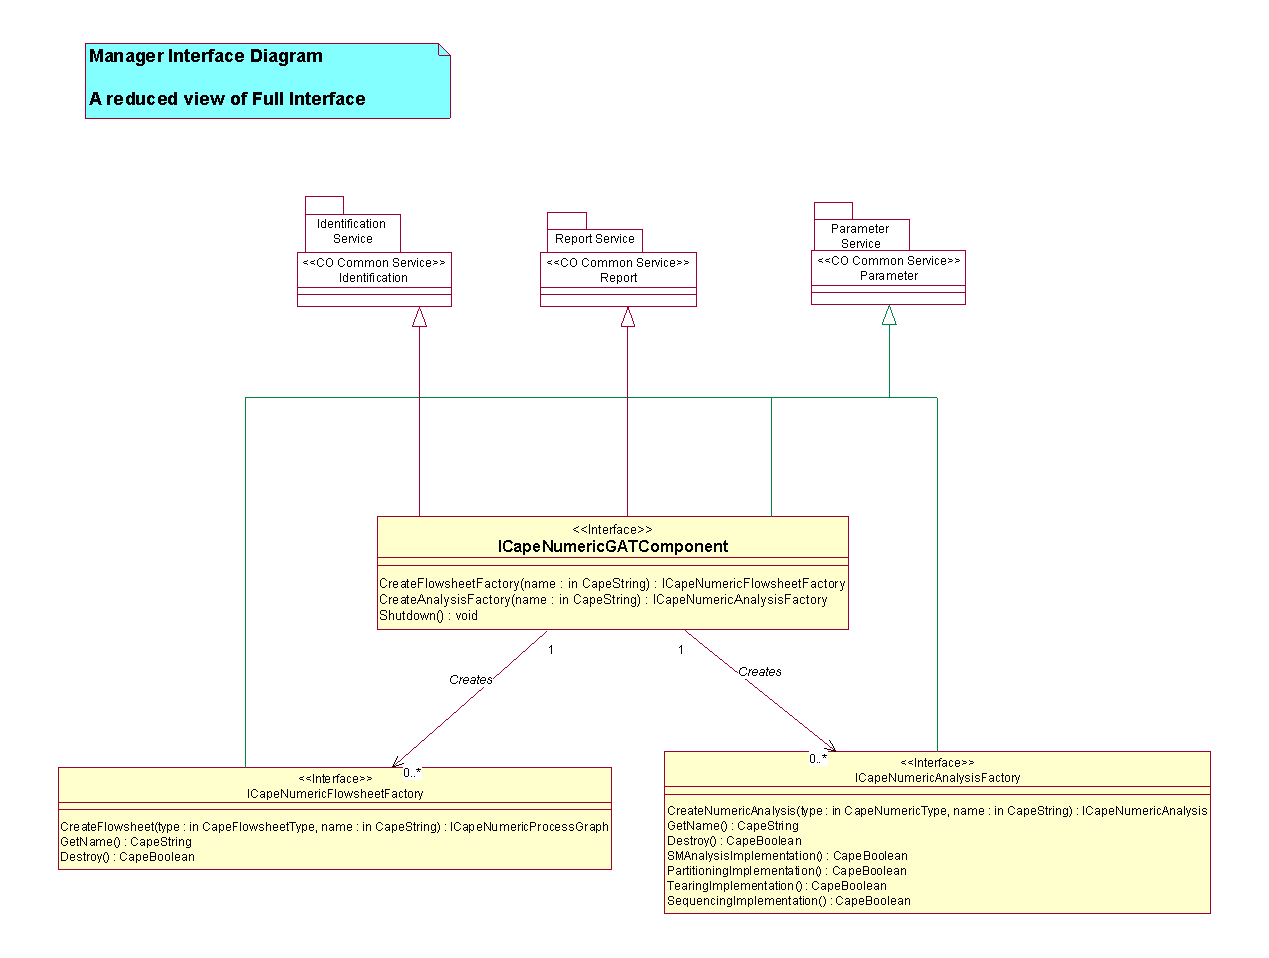 Manager Interface Diagram
A reduced view of Full Interface
Identification
Service
<<CO Common Service>>
Identification
Report Service
<<CO Common Service>>
Report
Parameter
Service
<<CO Common Service>>
Parameter
<<Interface>>
ICapeNumericGATComponent
CreateFlowsheetFactory(name : in CapeString) : ICapeNumericFlowsheetFactory
CreateAnalysisFactory(name : in CapeString) : ICapeNumericAnalysisFactory
Shutdown() : void
1
1
Creates
Creates
0..*
0..*
<<Interface>>
ICapeNumericFlowsheetFactory
CreateFlowsheet(type : in CapeFlowsheetType, name : in CapeString) : ICapeNumericProcessGraph
GetName() : CapeString
Destroy() : CapeBoolean
<<Interface>>
ICapeNumericAnalysisFactory
CreateNumericAnalysis(type : in CapeNumericType, name : in CapeString) : ICapeNumericAnalysis
GetName() : CapeString
Destroy() : CapeBoolean
SMAnalysisImplementation() : CapeBoolean
PartitioningImplementation() : CapeBoolean
TearingImplementation() : CapeBoolean
SequencingImplementation() : CapeBoolean